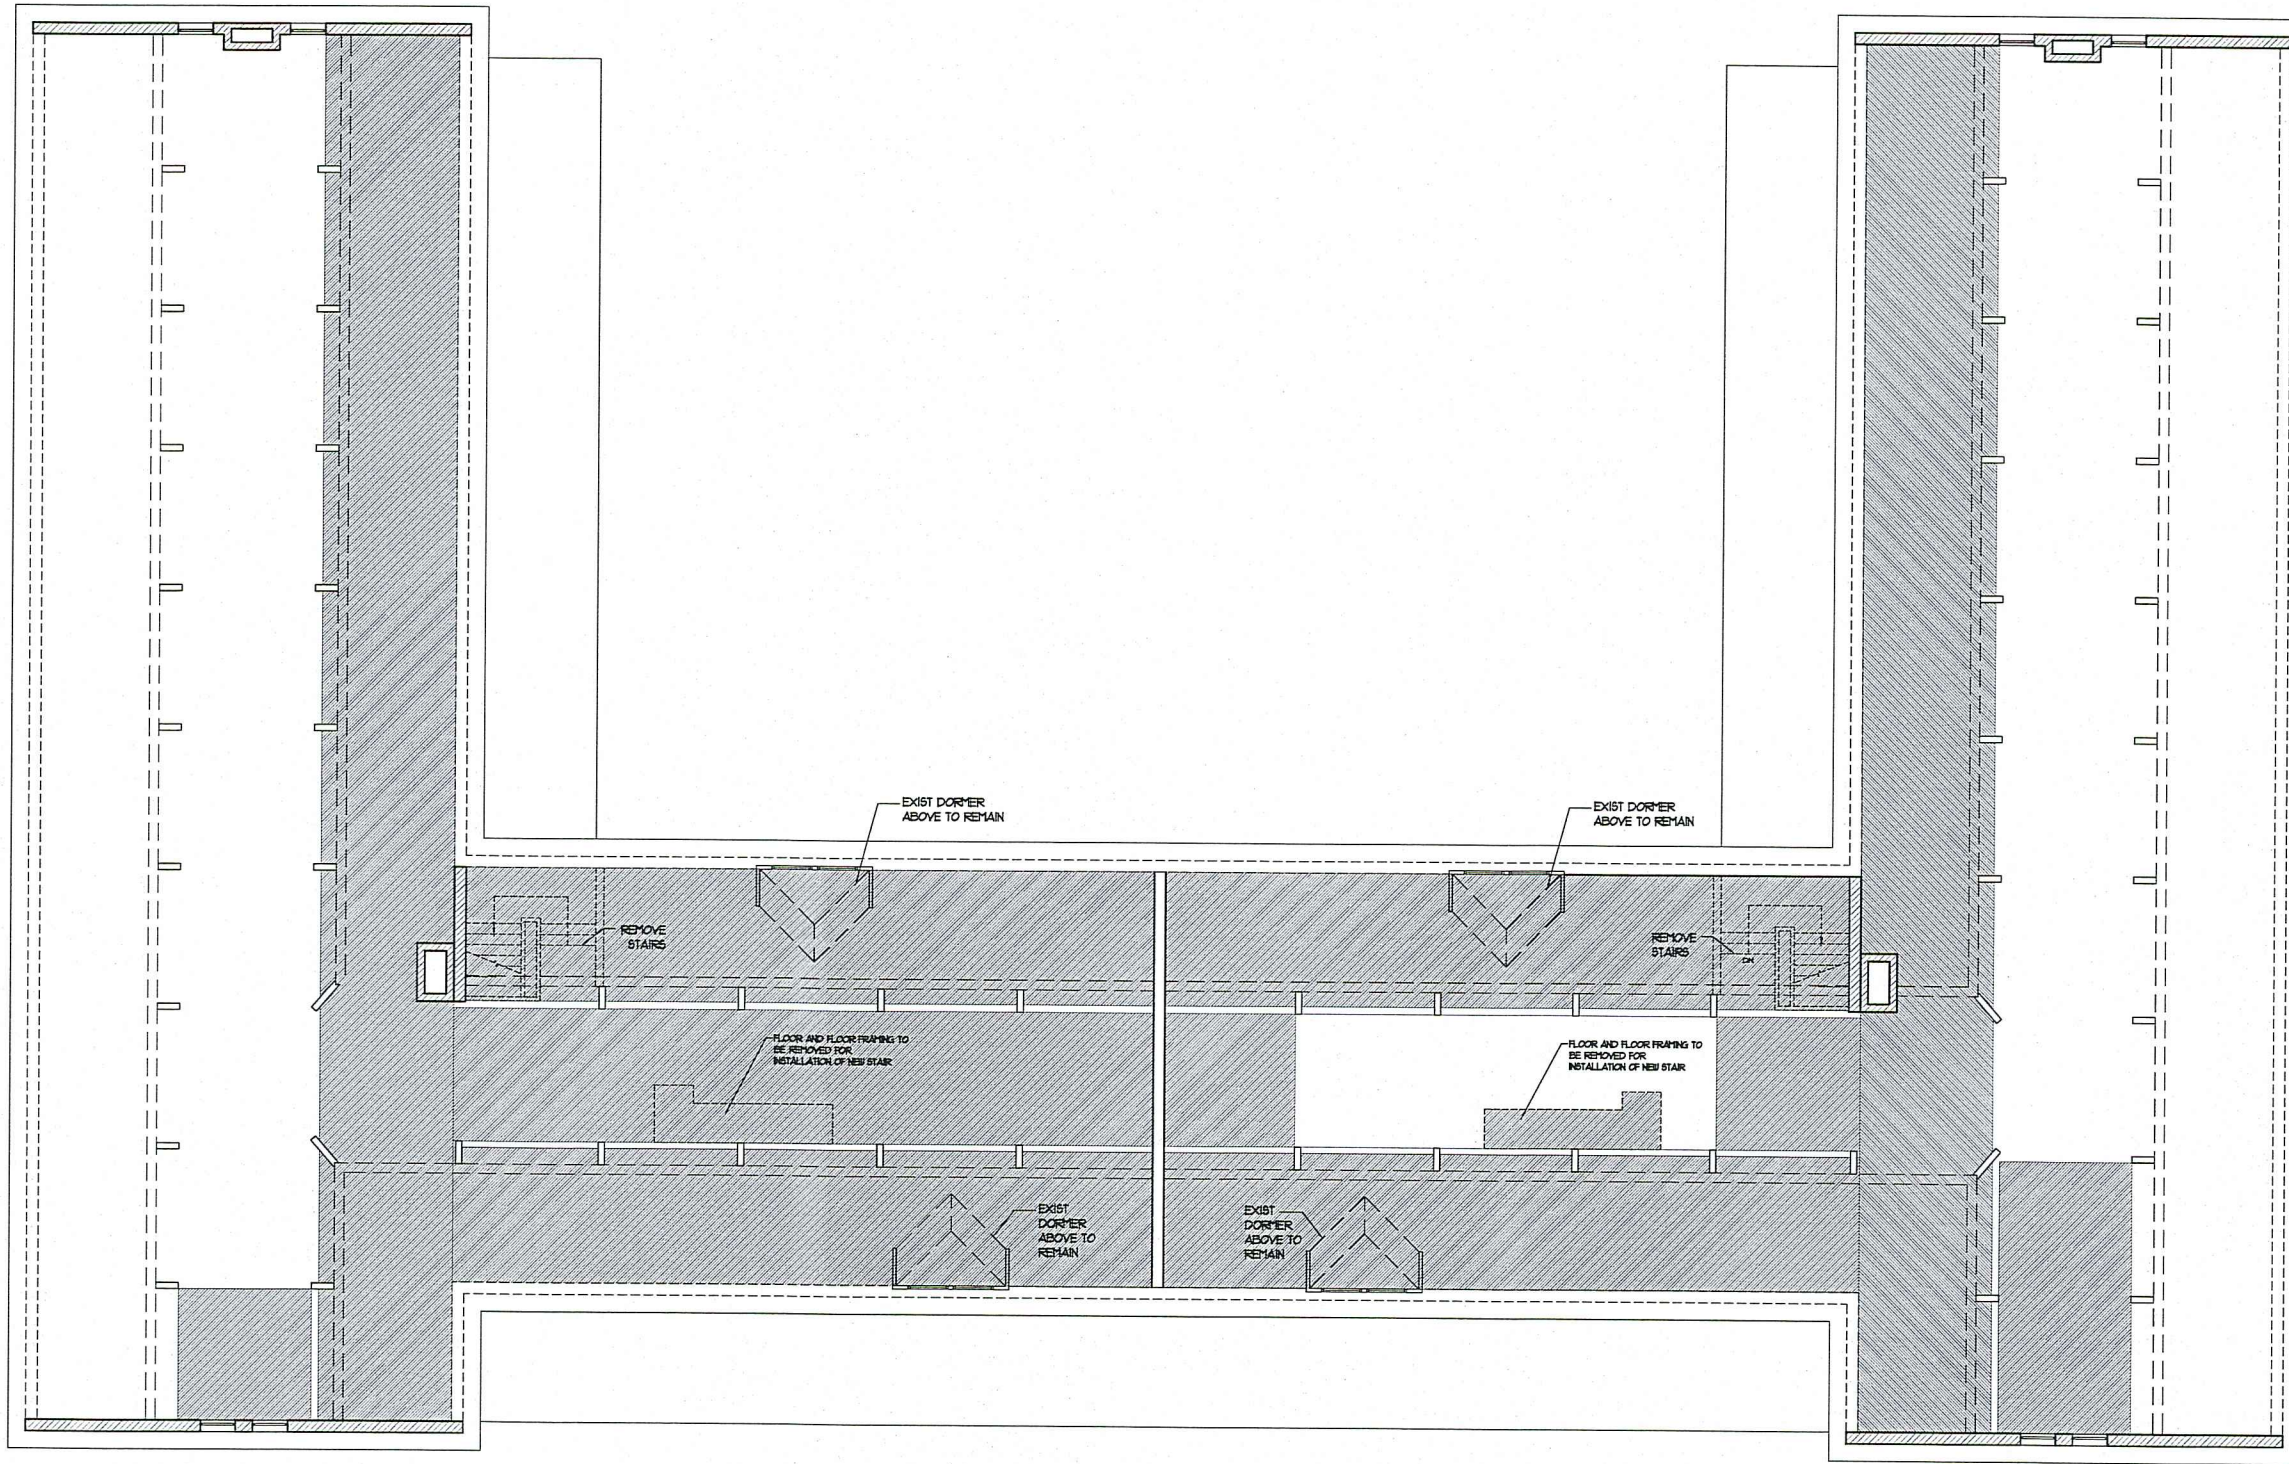 EXIST DORMER
ABOVE TO REMAIN
EXIST DORMER
ABOVE TO REMAIN
REMOVE
STAIRS
REMOVE
STAIRS
DN
FLOOR AND FLOOR FRAMING TO
BE REMOVED FOR
INSTALLATION OF NEW STAIR
FLOOR AND FLOOR FRAMING TO
BE REMOVED FOR
INSTALLATION OF NEW STAIR
EXIST
DORMER
ABOVE TO
REMAIN
EXIST
DORMER
ABOVE TO
REMAIN